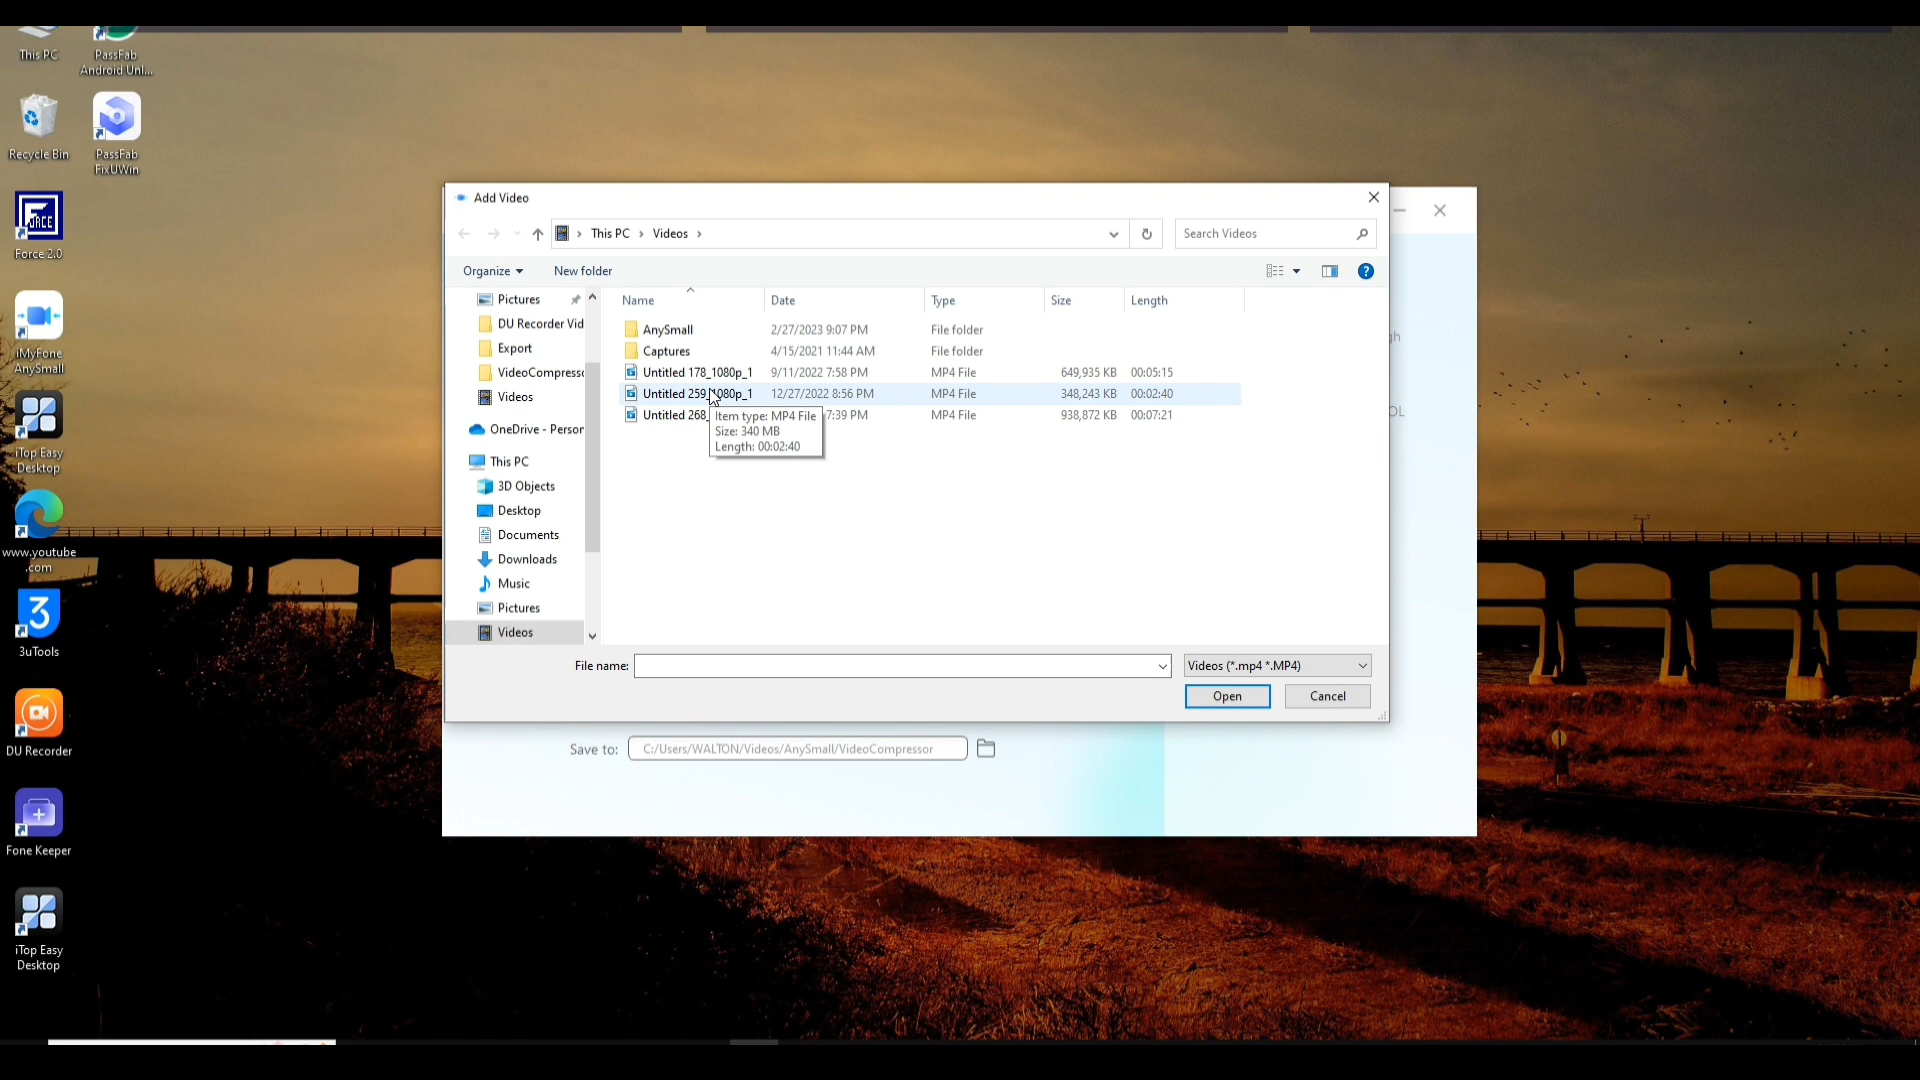 This PC
PassFab
Android Unl...
Recycle Bin
PassFab
FixUWin
FORCE
Force 2.0
iMyFone
AnySmall
iTop Easy
Desktop
www.youtube
.com
3
3uTools
DU Recorder
Fone Keeper
iTop Easy
Desktop
Add Video
This PC › Videos ›
Search Videos
Organize
New folder
?
Pictures
DU Recorder Vid
Export
VideoCompresso
Videos
OneDrive - Person
This PC
3D Objects
Desktop
Documents
Downloads
Music
Pictures
Videos
Name Date Type Size Length
AnySmall 2/27/2023 9:07 PM File folder
Captures 4/15/2021 11:44 AM File folder
Untitled 178_1080p_1 9/11/2022 7:58 PM MP4 File 649,935 KB 00:05:15
Untitled 259_1080p_1 12/27/2022 8:56 PM MP4 File 348,243 KB 00:02:40
Untitled 268_ 7:39 PM MP4 File 938,872 KB 00:07:21
Item type: MP4 File
Size: 340 MB
Length: 00:02:40
File name:
Videos (*.mp4 *.MP4)
Open
Cancel
Save to: C:/Users/WALTON/Videos/AnySmall/VideoCompressor